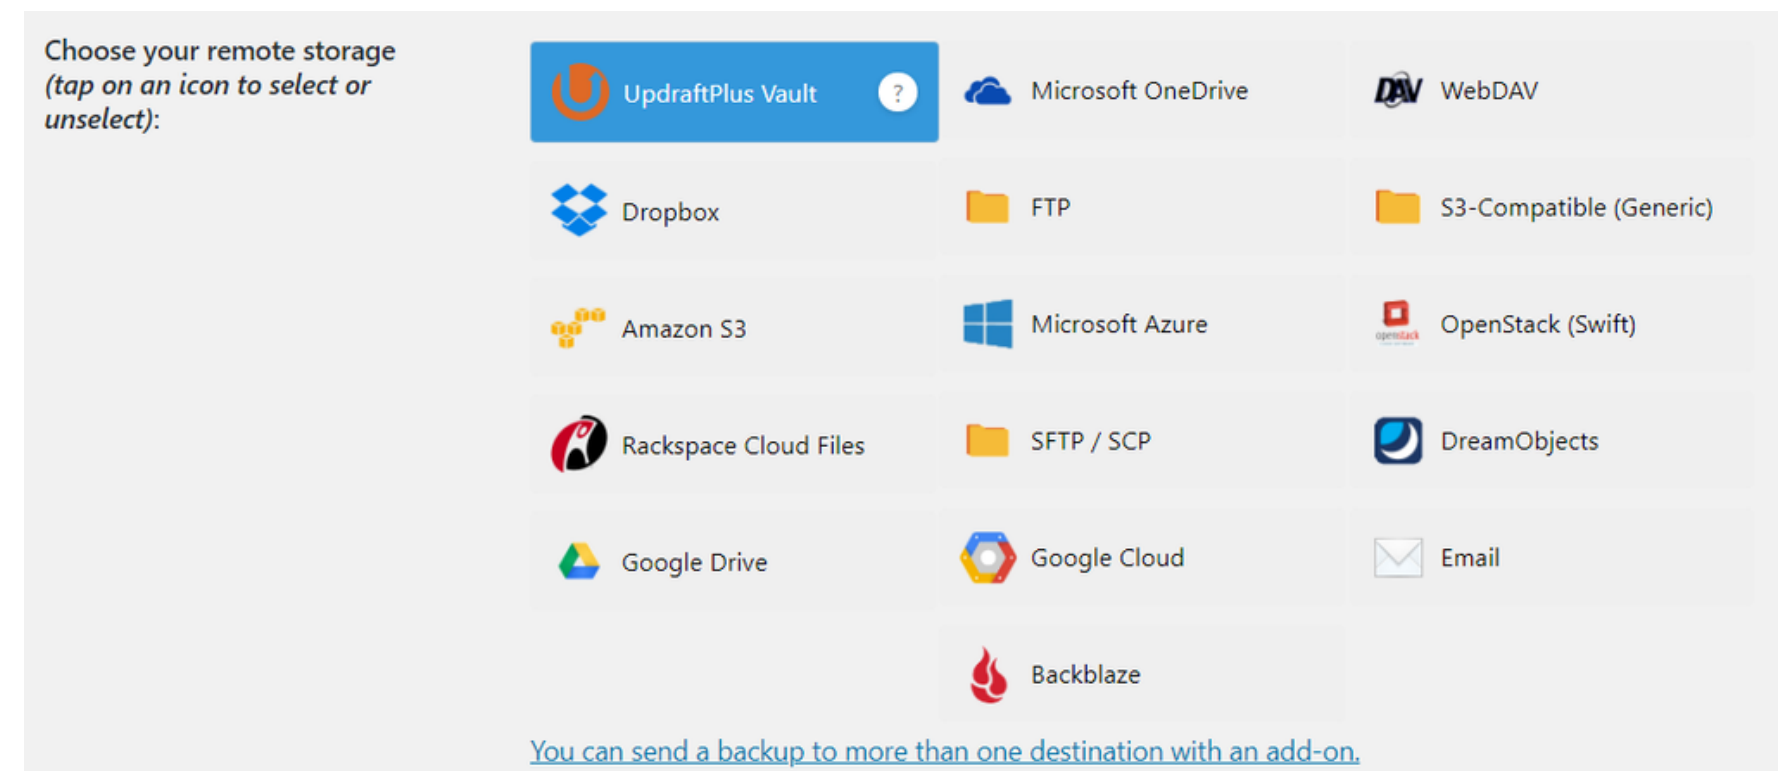 Choose your remote storage
(tap on an icon to select or
unselect):
UpdraftPlus Vault ?
Microsoft OneDrive
DAV WebDAV
Dropbox
FTP
S3-Compatible (Generic)
Amazon S3
Microsoft Azure
openstack
OpenStack (Swift)
Rackspace Cloud Files
SFTP / SCP
DreamObjects
Google Drive
Google Cloud
Email
Backblaze
You can send a backup to more than one destination with an add-on.